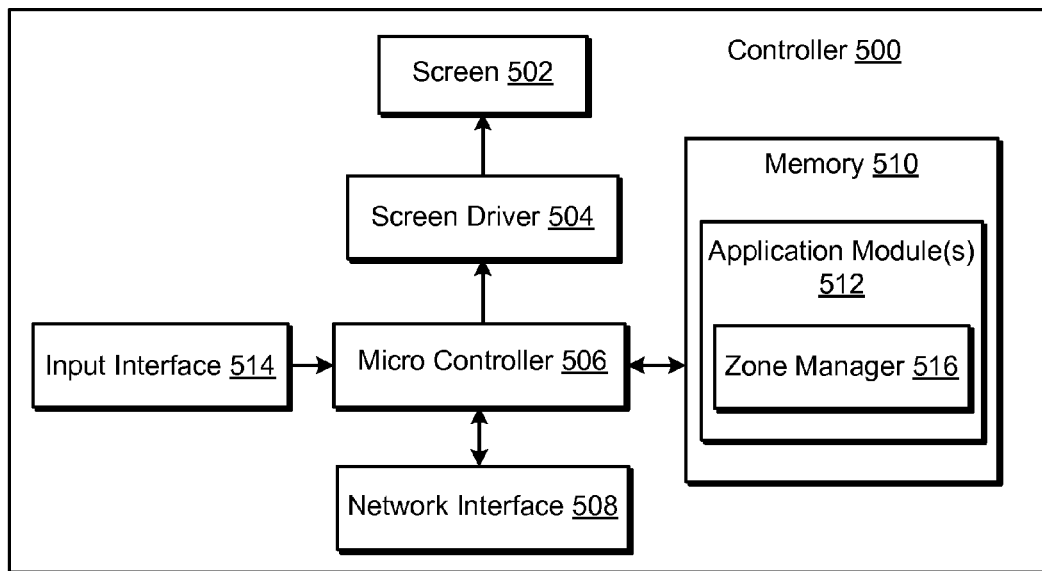 Screen 502
Controller 500
Memory 510
Screen Driver 504
Application Module(s)
512
Input Interface 514
Micro Controller 506
Zone Manager 516
Network Interface 508